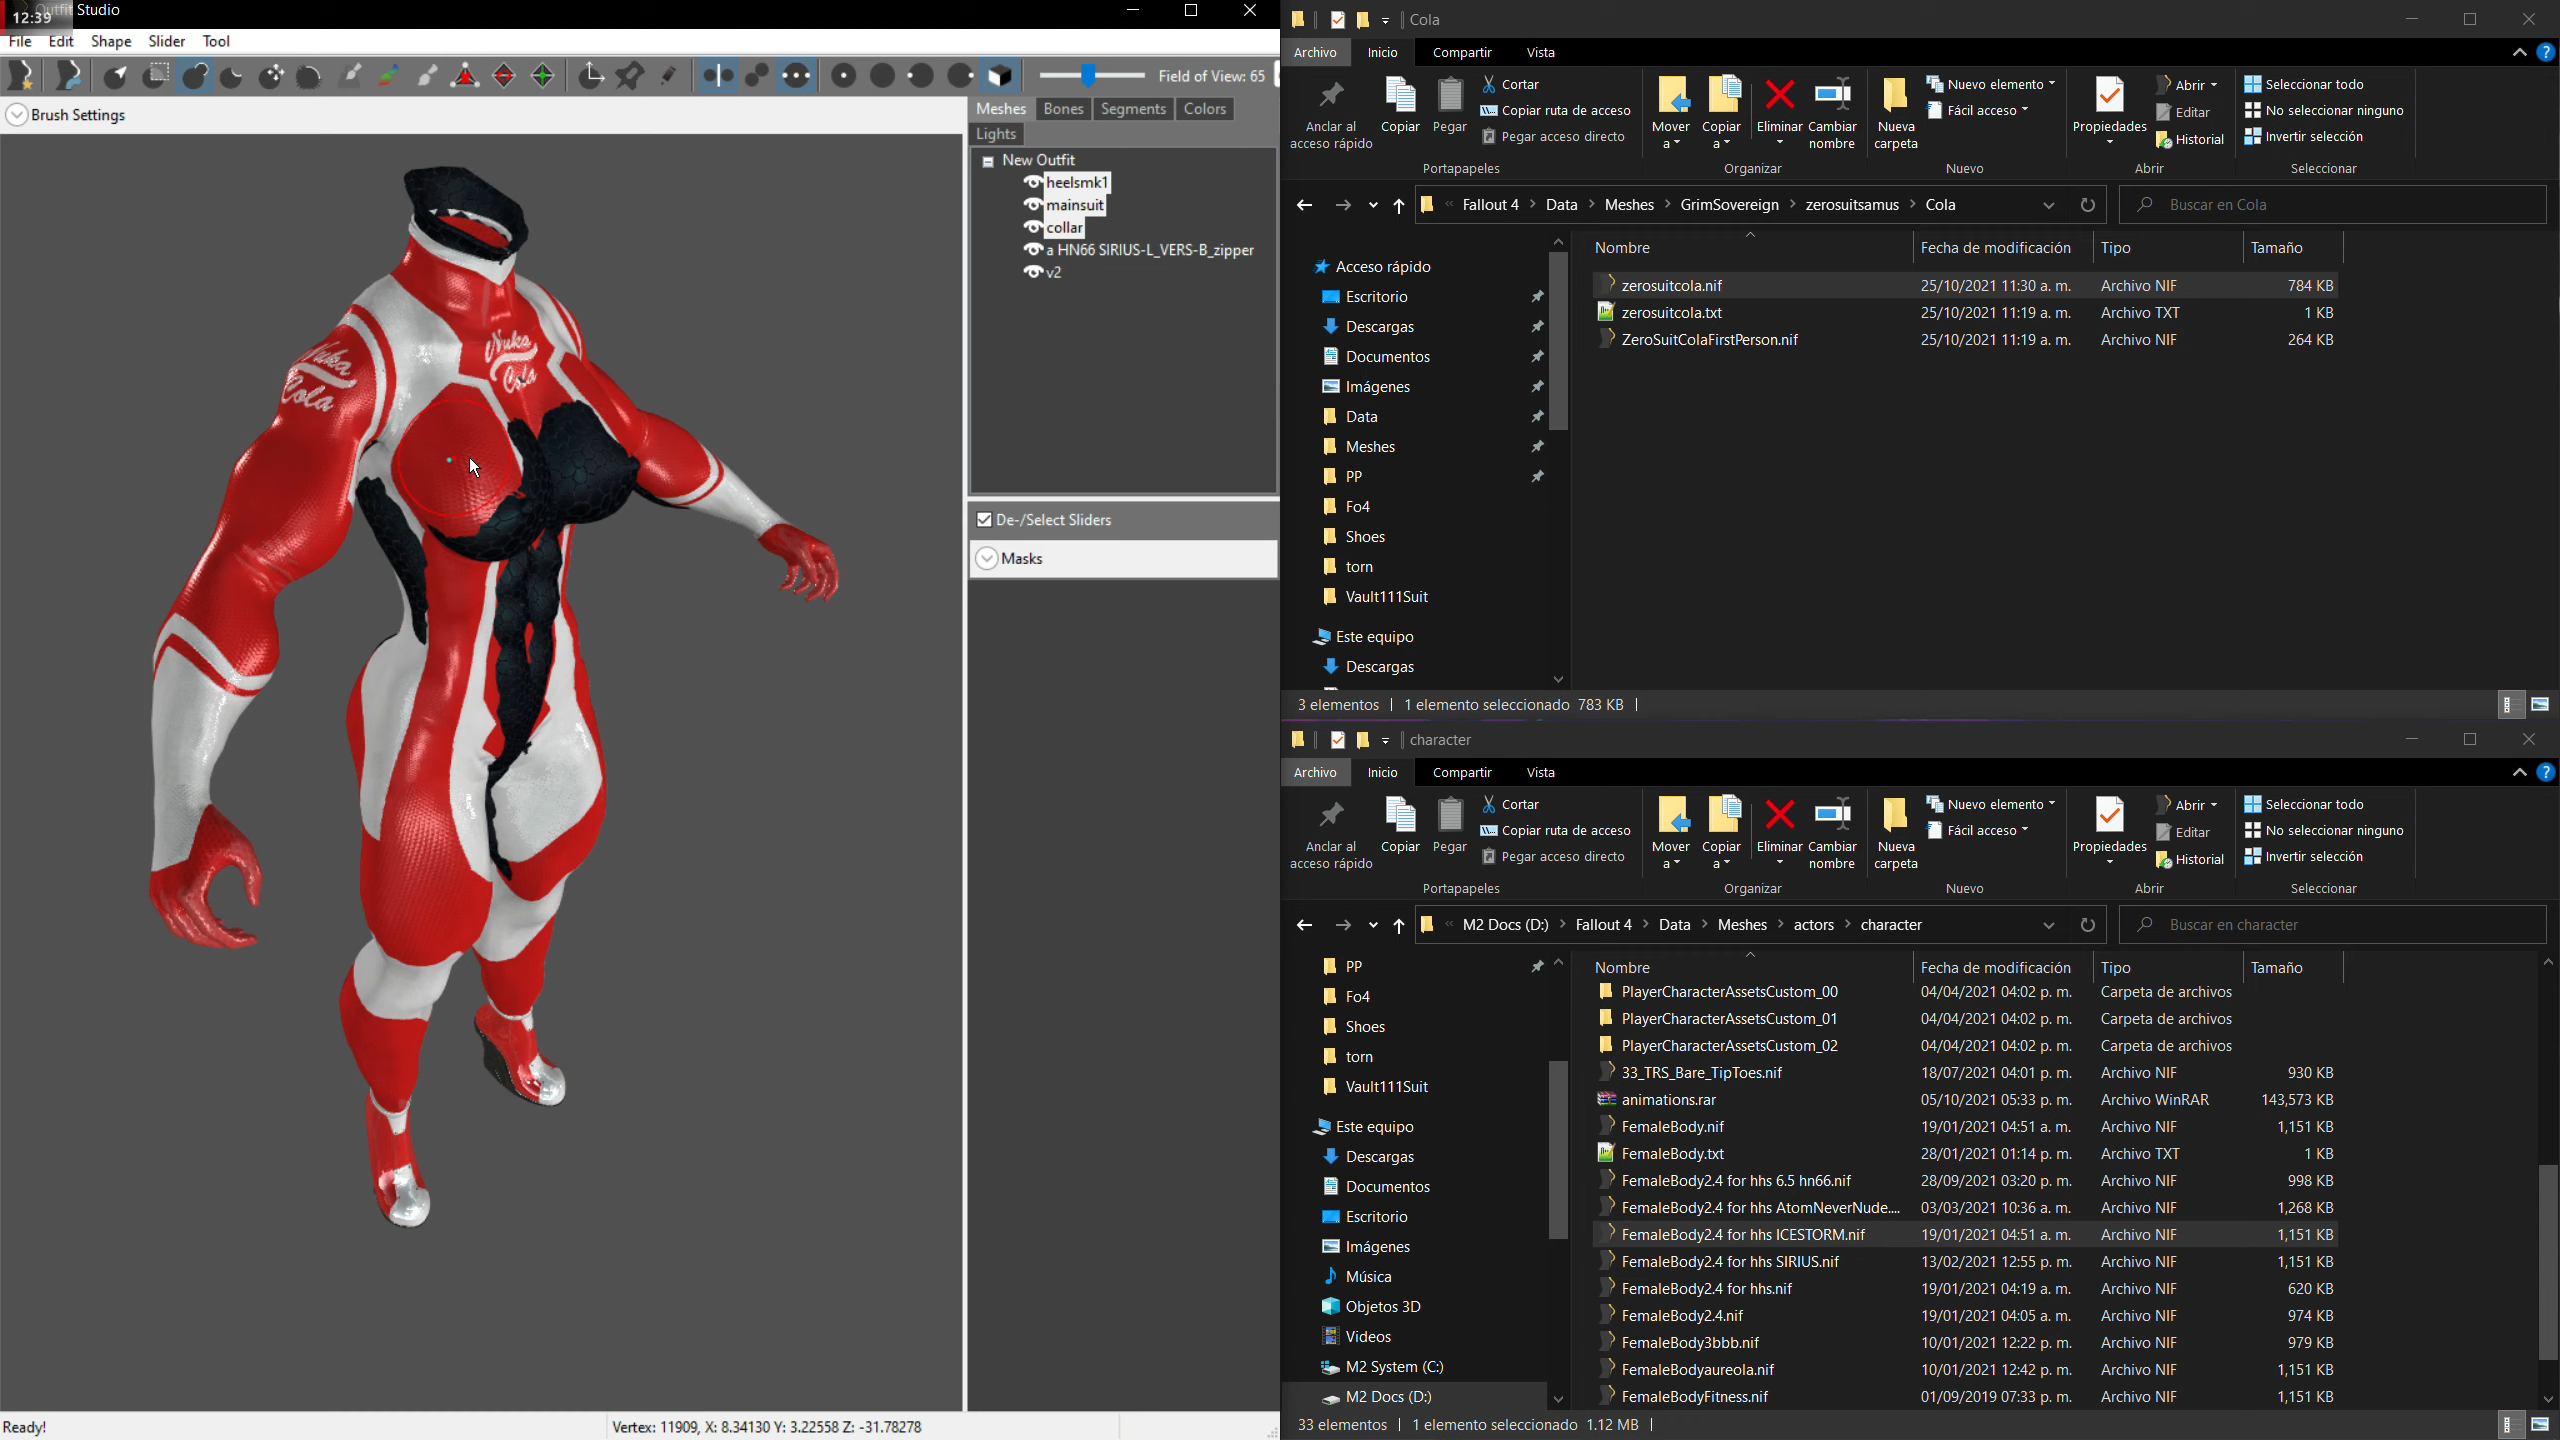 12:39
Outfit Studio
File Edit Shape Slider Tool
Field of View: 65
Brush Settings
Meshes Bones Segments Colors
Lights
New Outfit
heelsmk1
mainsuit
collar
a HN66 SIRIUS-L_VERS-B_zipper
v2
De-/Select Sliders
Masks
Nuka
Cola
Nuka
Cola
Ready!
Vertex: 11909, X: 8.34130 Y: 3.22558 Z: -31.78278
Cola
Archivo Inicio Compartir Vista
Anclar al acceso rápido
Copiar
Pegar
Cortar
Copiar ruta de acceso
Pegar acceso directo
Mover a
Copiar a
Eliminar
Cambiar nombre
Nueva carpeta
Nuevo elemento
Fácil acceso
Propiedades
Abrir
Editar
Historial
Seleccionar todo
No seleccionar ninguno
Invertir selección
Portapapeles Organizar Nuevo Abrir Seleccionar
« Fallout 4 > Data > Meshes > GrimSovereign > zerosuitsamus > Cola
Buscar en Cola
Nombre Fecha de modificación Tipo Tamaño
zerosuitcola.nif 25/10/2021 11:30 a. m. Archivo NIF 784 KB
zerosuitcola.txt 25/10/2021 11:19 a. m. Archivo TXT 1 KB
ZeroSuitColaFirstPerson.nif 25/10/2021 11:19 a. m. Archivo NIF 264 KB
Acceso rápido
Escritorio
Descargas
Documentos
Imágenes
Data
Meshes
PP
Fo4
Shoes
torn
Vault111Suit
Este equipo
Descargas
3 elementos 1 elemento seleccionado 783 KB
character
Archivo Inicio Compartir Vista
Anclar al acceso rápido
Copiar
Pegar
Cortar
Copiar ruta de acceso
Pegar acceso directo
Mover a
Copiar a
Eliminar
Cambiar nombre
Nueva carpeta
Nuevo elemento
Fácil acceso
Propiedades
Abrir
Editar
Historial
Seleccionar todo
No seleccionar ninguno
Invertir selección
Portapapeles Organizar Nuevo Abrir Seleccionar
« M2 Docs (D:) > Fallout 4 > Data > Meshes > actors > character
Buscar en character
PP
Fo4
Shoes
torn
Vault111Suit
Este equipo
Descargas
Documentos
Escritorio
Imágenes
Música
Objetos 3D
Videos
M2 System (C:)
M2 Docs (D:)
Nombre Fecha de modificación Tipo Tamaño
PlayerCharacterAssetsCustom_00 04/04/2021 04:02 p. m. Carpeta de archivos
PlayerCharacterAssetsCustom_01 04/04/2021 04:02 p. m. Carpeta de archivos
PlayerCharacterAssetsCustom_02 04/04/2021 04:02 p. m. Carpeta de archivos
33_TRS_Bare_TipToes.nif 18/07/2021 04:01 p. m. Archivo NIF 930 KB
animations.rar 05/10/2021 05:33 p. m. Archivo WinRAR 143,573 KB
FemaleBody.nif 19/01/2021 04:51 a. m. Archivo NIF 1,151 KB
FemaleBody.txt 28/01/2021 01:14 p. m. Archivo TXT 1 KB
FemaleBody2.4 for hhs 6.5 hn66.nif 28/09/2021 03:20 p. m. Archivo NIF 998 KB
FemaleBody2.4 for hhs AtomNeverNude.... 03/03/2021 10:36 a. m. Archivo NIF 1,268 KB
FemaleBody2.4 for hhs ICESTORM.nif 19/01/2021 04:51 a. m. Archivo NIF 1,151 KB
FemaleBody2.4 for hhs SIRIUS.nif 13/02/2021 12:55 p. m. Archivo NIF 1,151 KB
FemaleBody2.4 for hhs.nif 19/01/2021 04:19 a. m. Archivo NIF 620 KB
FemaleBody2.4.nif 19/01/2021 04:05 a. m. Archivo NIF 974 KB
FemaleBody3bbb.nif 10/01/2021 12:22 p. m. Archivo NIF 979 KB
FemaleBodyaureola.nif 10/01/2021 12:42 p. m. Archivo NIF 1,151 KB
FemaleBodyFitness.nif 01/09/2019 07:33 p. m. Archivo NIF 1,151 KB
33 elementos 1 elemento seleccionado 1.12 MB